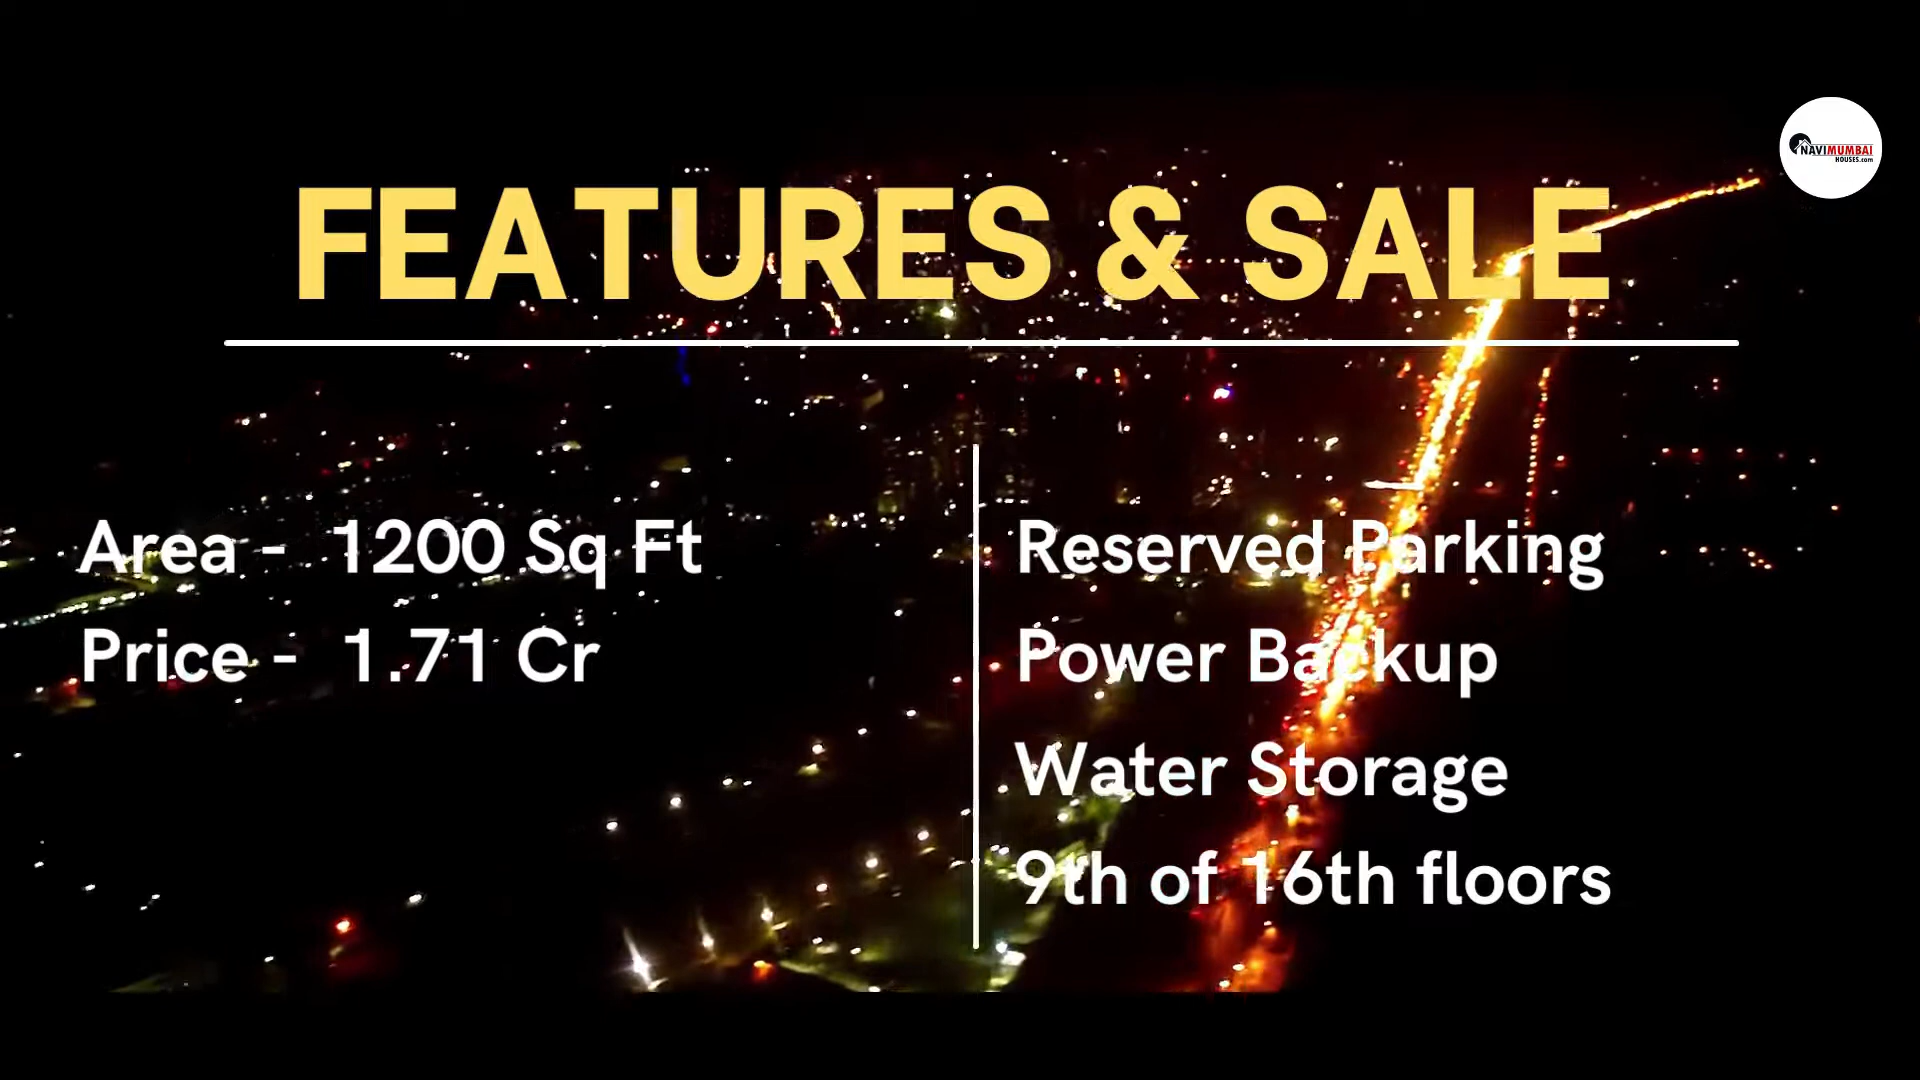 NAVIMUMBAI
HOUSES.com
FEATURES & SALE
Area - 1200 Sq Ft
Price - 1.71 Cr
Reserved Parking
Power Backup
Water Storage
9th of 16th floors